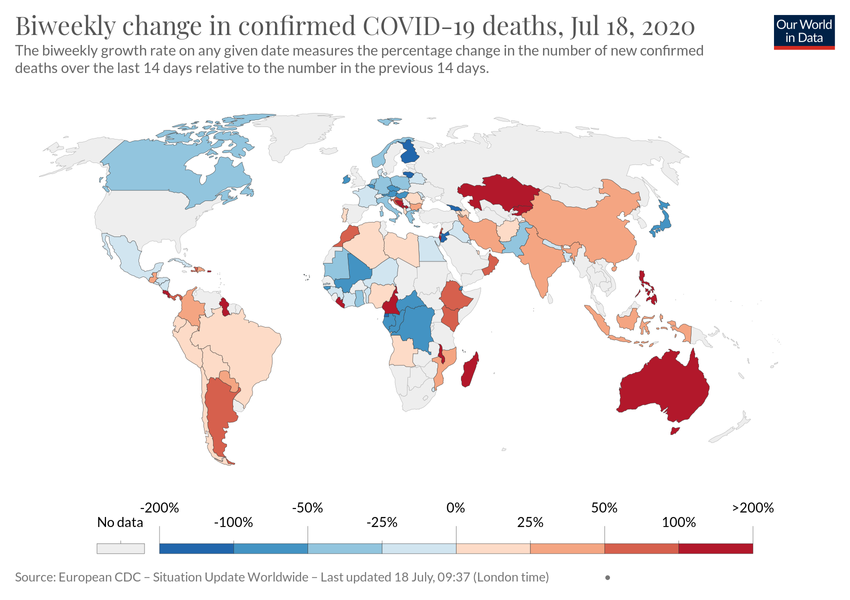 Biweekly change in confirmed COVID-19 deaths, Jul 18, 2020
Our World
in Data
The biweekly growth rate on any given date measures the percentage change in the number of new confirmed
deaths over the last 14 days relative to the number in the previous 14 days.
No data
-200%
-100%
-50%
-25%
0%
25%
50%
100%
>200%
Source: European CDC – Situation Update Worldwide – Last updated 18 July, 09:37 (London time)